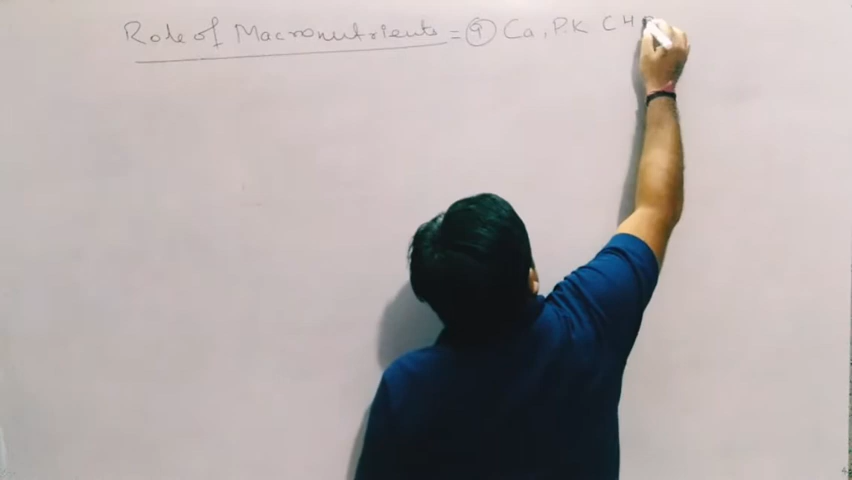 Role of Macronutrients = 9 Ca, P.K C H